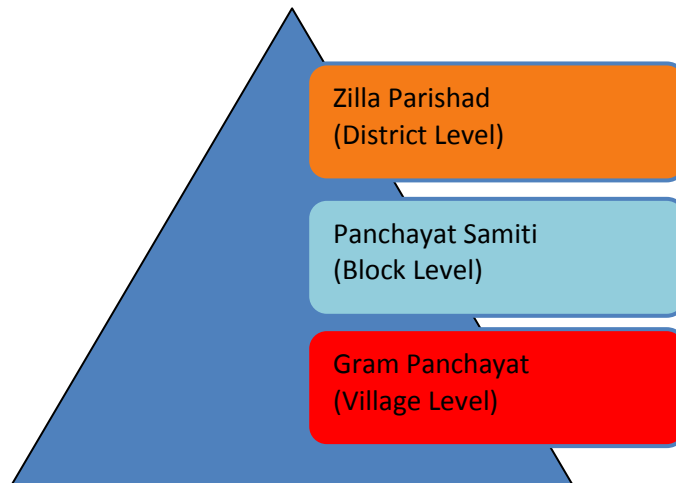 Zilla Parishad
(District Level)
Panchayat Samiti
(Block Level)
Gram Panchayat
(Village Level)